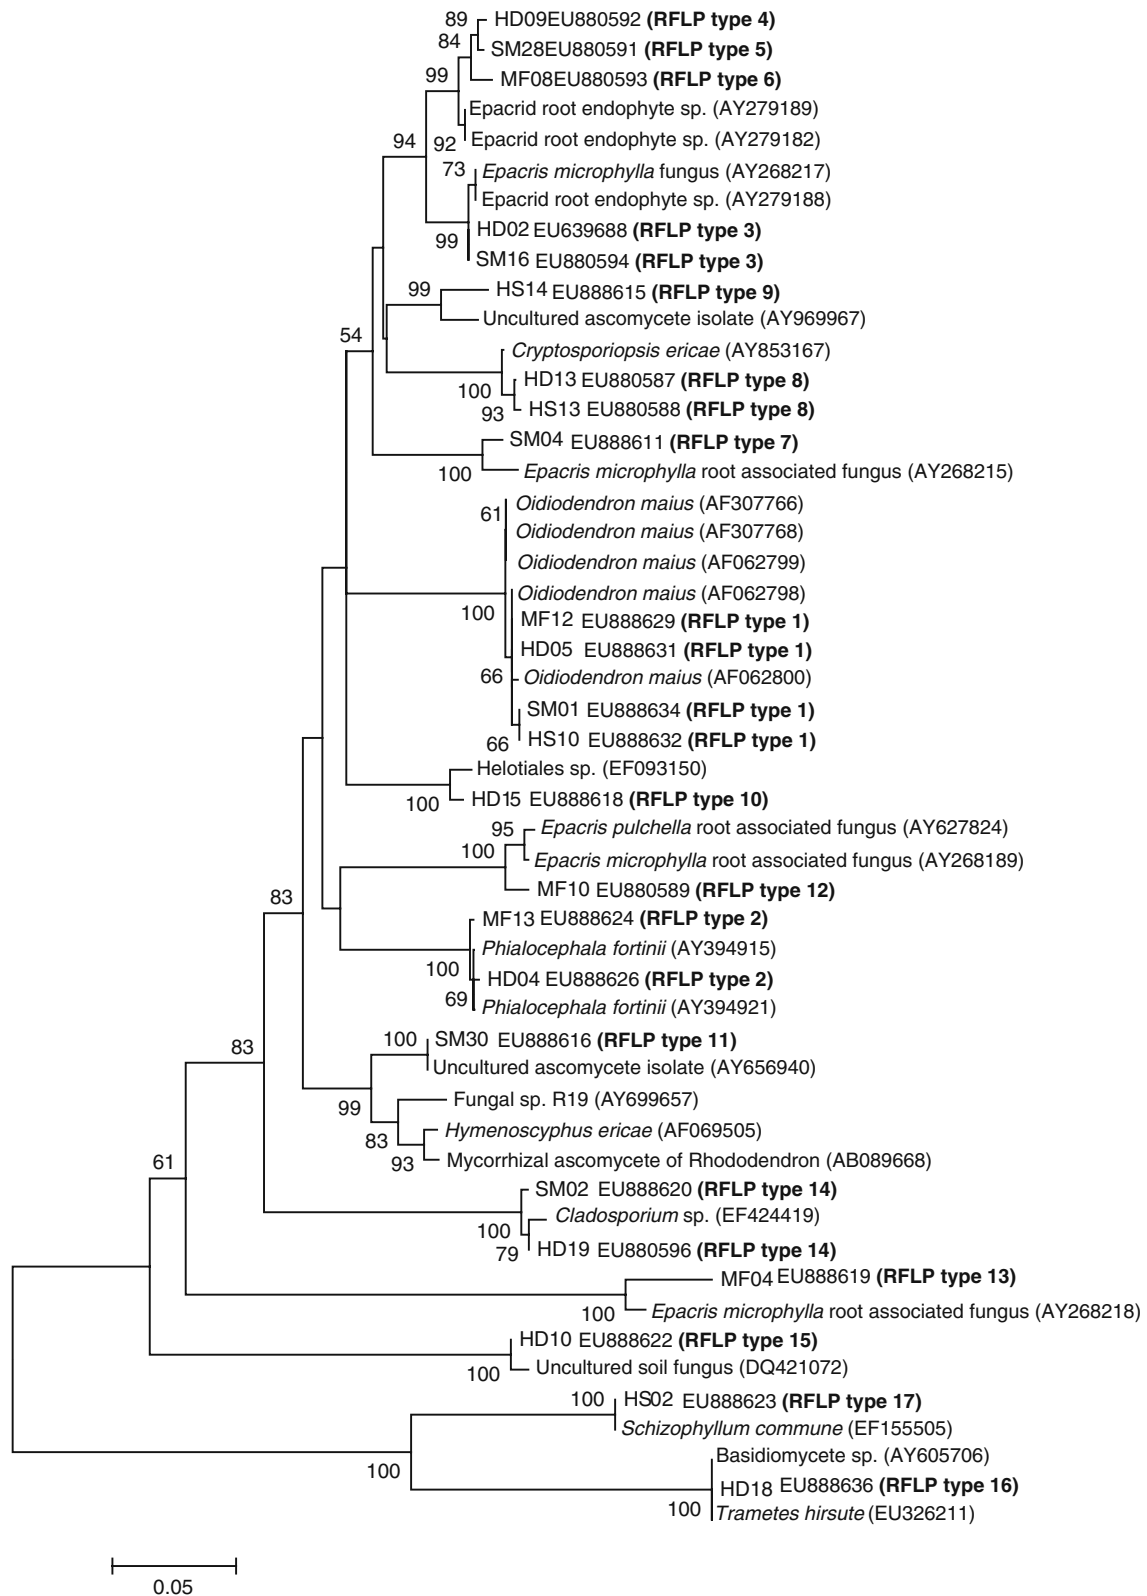 89
HD09EU880592 (RFLP type 4)
84
SM28EU880591 (RFLP type 5)
99
MF08EU880593 (RFLP type 6)
Epacrid root endophyte sp. (AY279189)
94
92
Epacrid root endophyte sp. (AY279182)
73
Epacris microphylla fungus (AY268217)
Epacrid root endophyte sp. (AY279188)
HD02 EU639688 (RFLP type 3)
99
SM16 EU880594 (RFLP type 3)
99
HS14 EU888615 (RFLP type 9)
Uncultured ascomycete isolate (AY969967)
54
Cryptosporiopsis ericae (AY853167)
100
HD13 EU880587 (RFLP type 8)
93
HS13 EU880588 (RFLP type 8)
SM04 EU888611 (RFLP type 7)
100
Epacris microphylla root associated fungus (AY268215)
61
Oidiodendron maius (AF307766)
Oidiodendron maius (AF307768)
Oidiodendron maius (AF062799)
Oidiodendron maius (AF062798)
100
MF12 EU888629 (RFLP type 1)
HD05 EU888631 (RFLP type 1)
66
Oidiodendron maius (AF062800)
SM01 EU888634 (RFLP type 1)
66
HS10 EU888632 (RFLP type 1)
Helotiales sp. (EF093150)
100
HD15 EU888618 (RFLP type 10)
95
Epacris pulchella root associated fungus (AY627824)
100
Epacris microphylla root associated fungus (AY268189)
MF10 EU880589 (RFLP type 12)
83
MF13 EU888624 (RFLP type 2)
Phialocephala fortinii (AY394915)
100
HD04 EU888626 (RFLP type 2)
69
Phialocephala fortinii (AY394921)
83
100
SM30 EU888616 (RFLP type 11)
Uncultured ascomycete isolate (AY656940)
99
Fungal sp. R19 (AY699657)
83
Hymenoscyphus ericae (AF069505)
93
Mycorrhizal ascomycete of Rhododendron (AB089668)
61
SM02 EU888620 (RFLP type 14)
100
Cladosporium sp. (EF424419)
79
HD19 EU880596 (RFLP type 14)
MF04 EU888619 (RFLP type 13)
100
Epacris microphylla root associated fungus (AY268218)
HD10 EU888622 (RFLP type 15)
100
Uncultured soil fungus (DQ421072)
100
HS02 EU888623 (RFLP type 17)
Schizophyllum commune (EF155505)
100
Basidiomycete sp. (AY605706)
HD18 EU888636 (RFLP type 16)
100
Trametes hirsute (EU326211)
0.05